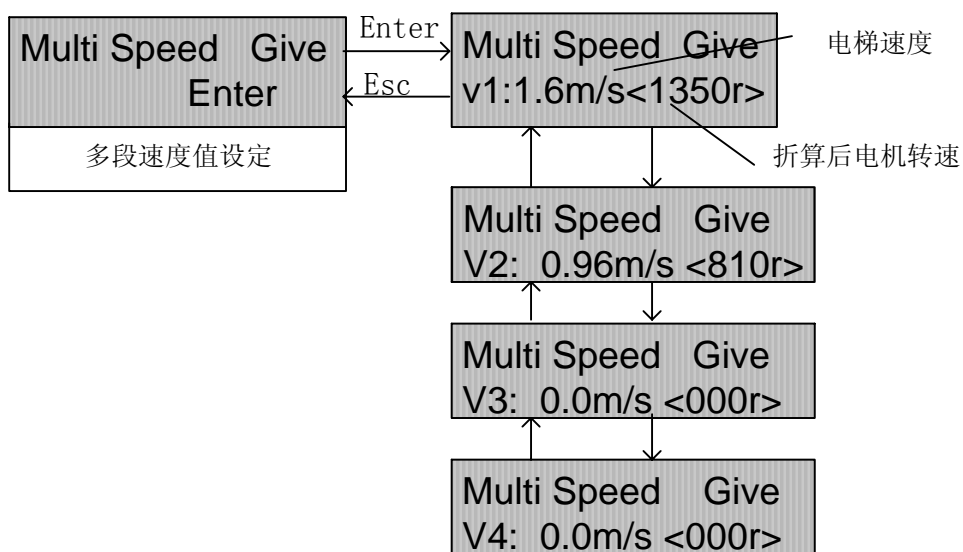 Multi Speed Give
Enter
多段速度值设定
Enter
Esc
Multi Speed Give
v1:1.6m/s<1350r>
电梯速度
折算后电机转速
Multi Speed Give
V2: 0.96m/s <810r>
Multi Speed Give
V3: 0.0m/s <000r>
Multi Speed Give
V4: 0.0m/s <000r>